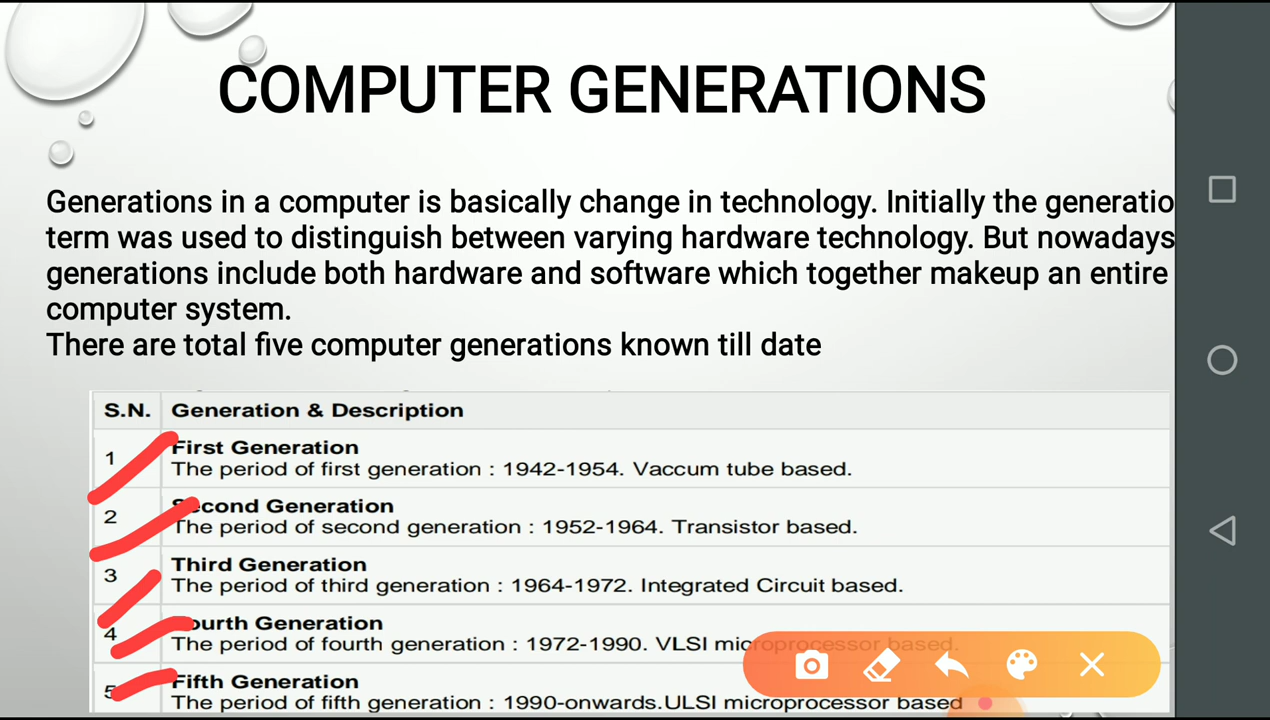 COMPUTER GENERATIONS
Generations in a computer is basically change in technology. Initially the generatio
term was used to distinguish between varying hardware technology. But nowadays
generations include both hardware and software which together makeup an entire
computer system.
There are total five computer generations known till date
S.N. Generation & Description
1 First Generation
The period of first generation : 1942-1954. Vaccum tube based.
2 Second Generation
The period of second generation : 1952-1964. Transistor based.
3 Third Generation
The period of third generation : 1964-1972. Integrated Circuit based.
4 Fourth Generation
The period of fourth generation : 1972-1990. VLSI microprocessor based.
5 Fifth Generation
The period of fifth generation : 1990-onwards.ULSI microprocessor based